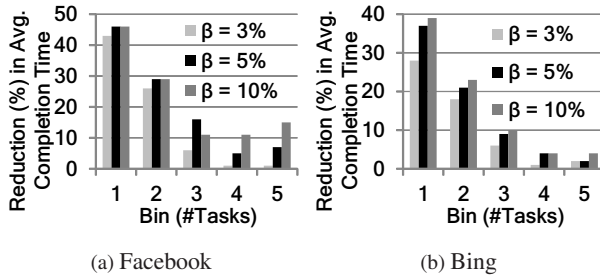 Reduction (%) in Avg.
Completion Time
50
40
30
20
10
0
β = 3%
β = 5%
β = 10%
1 2 3 4 5
Bin (#Tasks)
(a) Facebook
Reduction (%) in Avg.
Completion Time
40
30
20
10
0
β = 3%
β = 5%
β = 10%
1 2 3 4 5
Bin (#Tasks)
(b) Bing